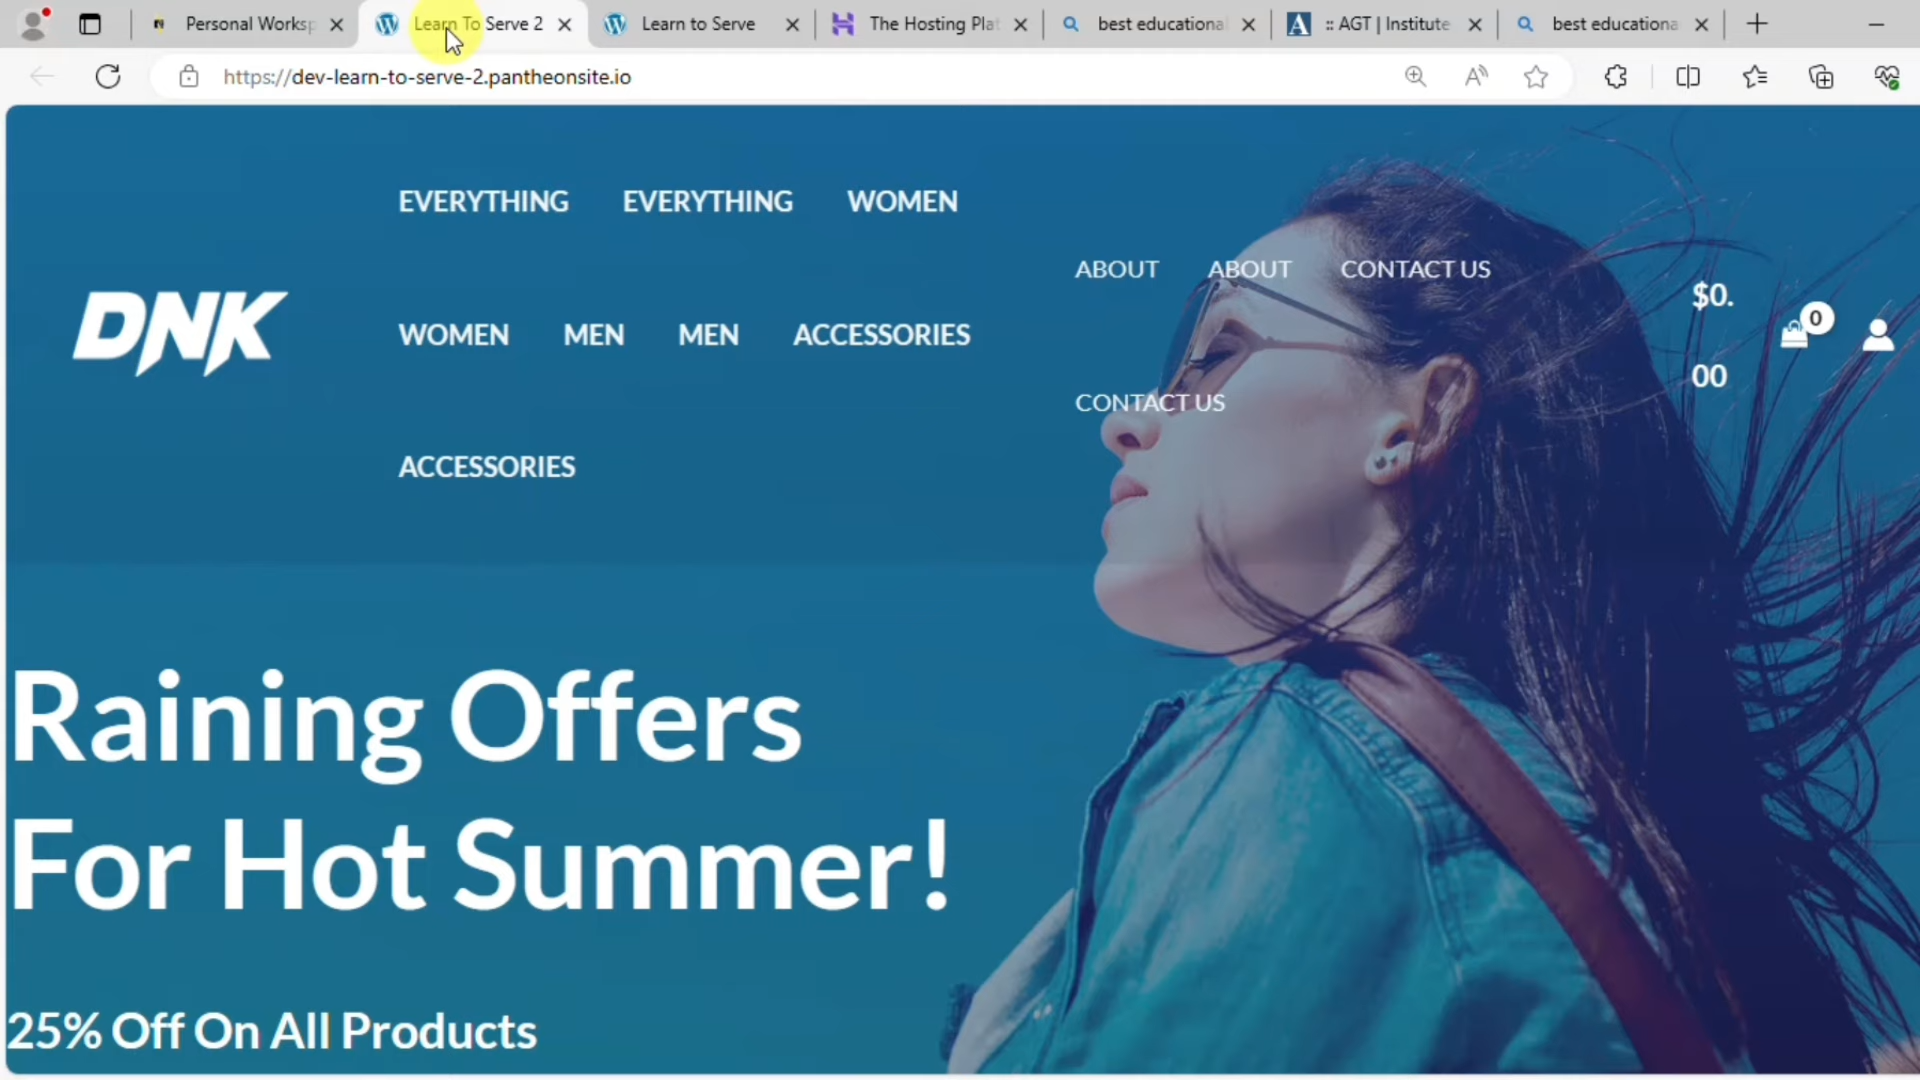 Personal Worksp
Learn To Serve 2
Learn to Serve
The Hosting Plat
best educationa
:: AGT | Institute
best educationa
https://dev-learn-to-serve-2.pantheonsite.io
DNK
EVERYTHING EVERYTHING WOMEN
WOMEN MEN MEN ACCESSORIES
ACCESSORIES
ABOUT ABOUT CONTACT US
CONTACT US
$0.
00
0
Raining Offers
For Hot Summer!
25% Off On All Products